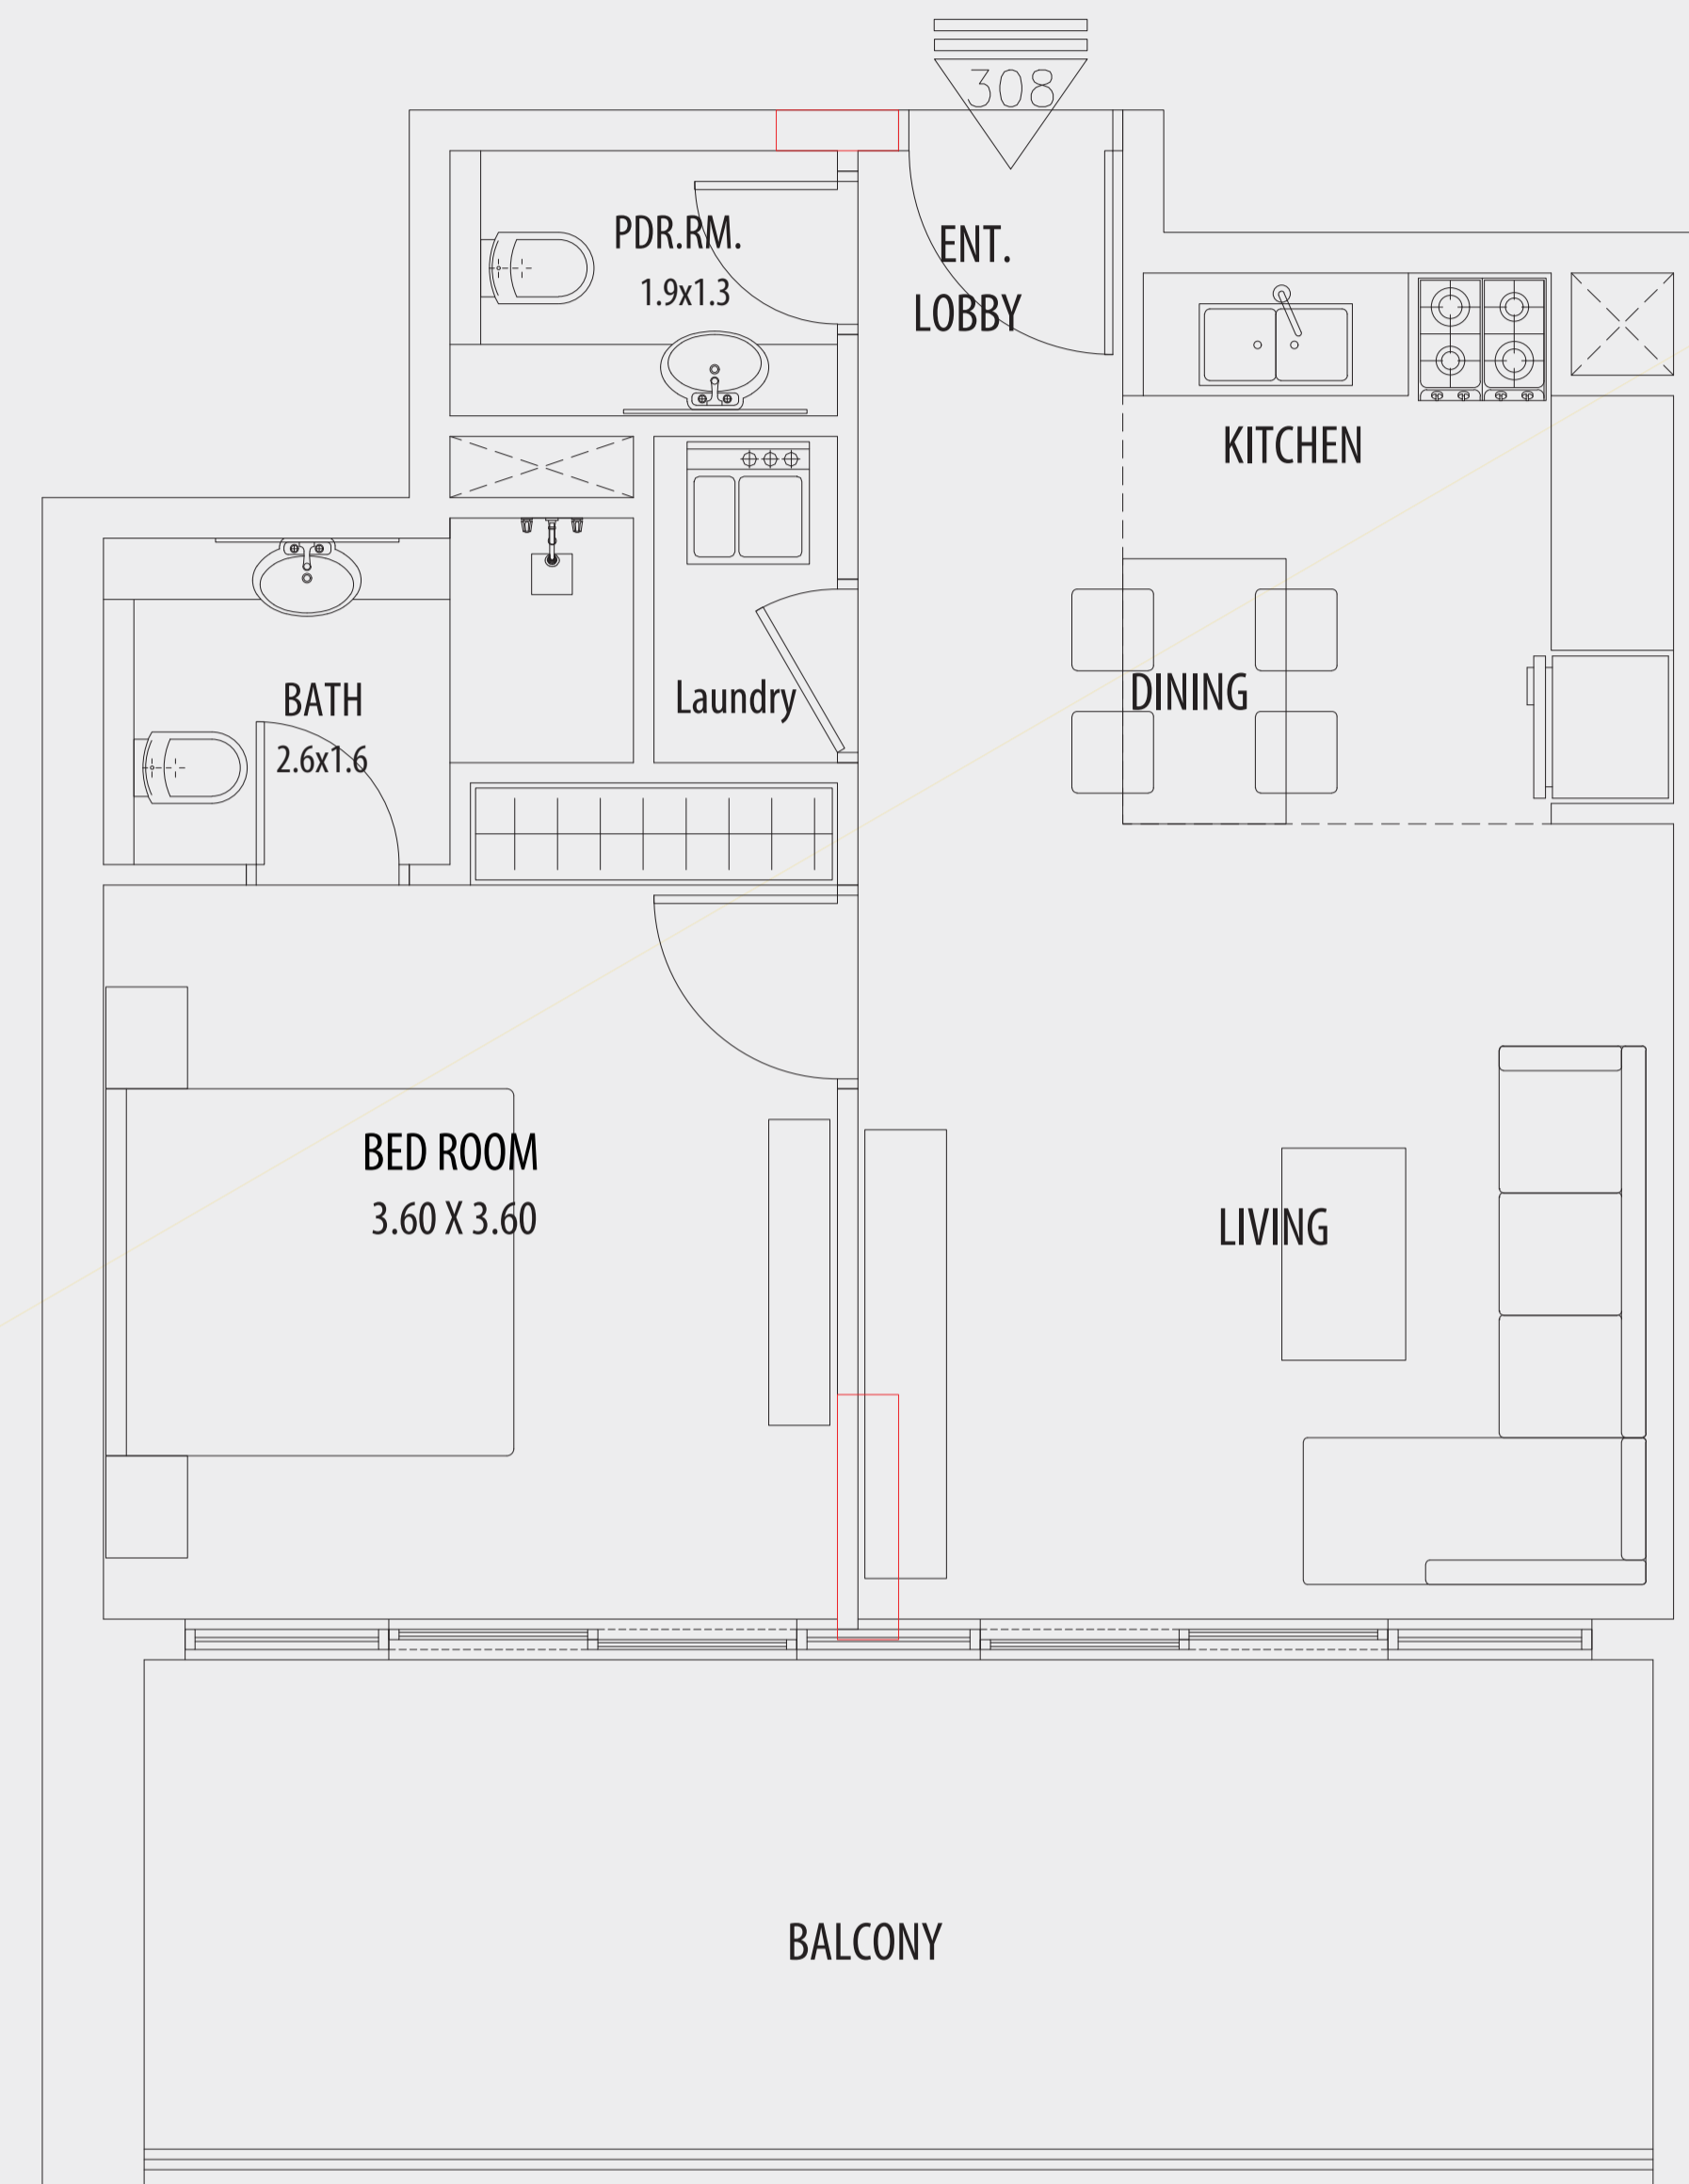 308
PDR.RM.
1.9x1.3
ENT.
LOBBY
KITCHEN
BATH
2.6x1.6
Laundry
DINING
BED ROOM
3.60 X 3.60
LIVING
BALCONY